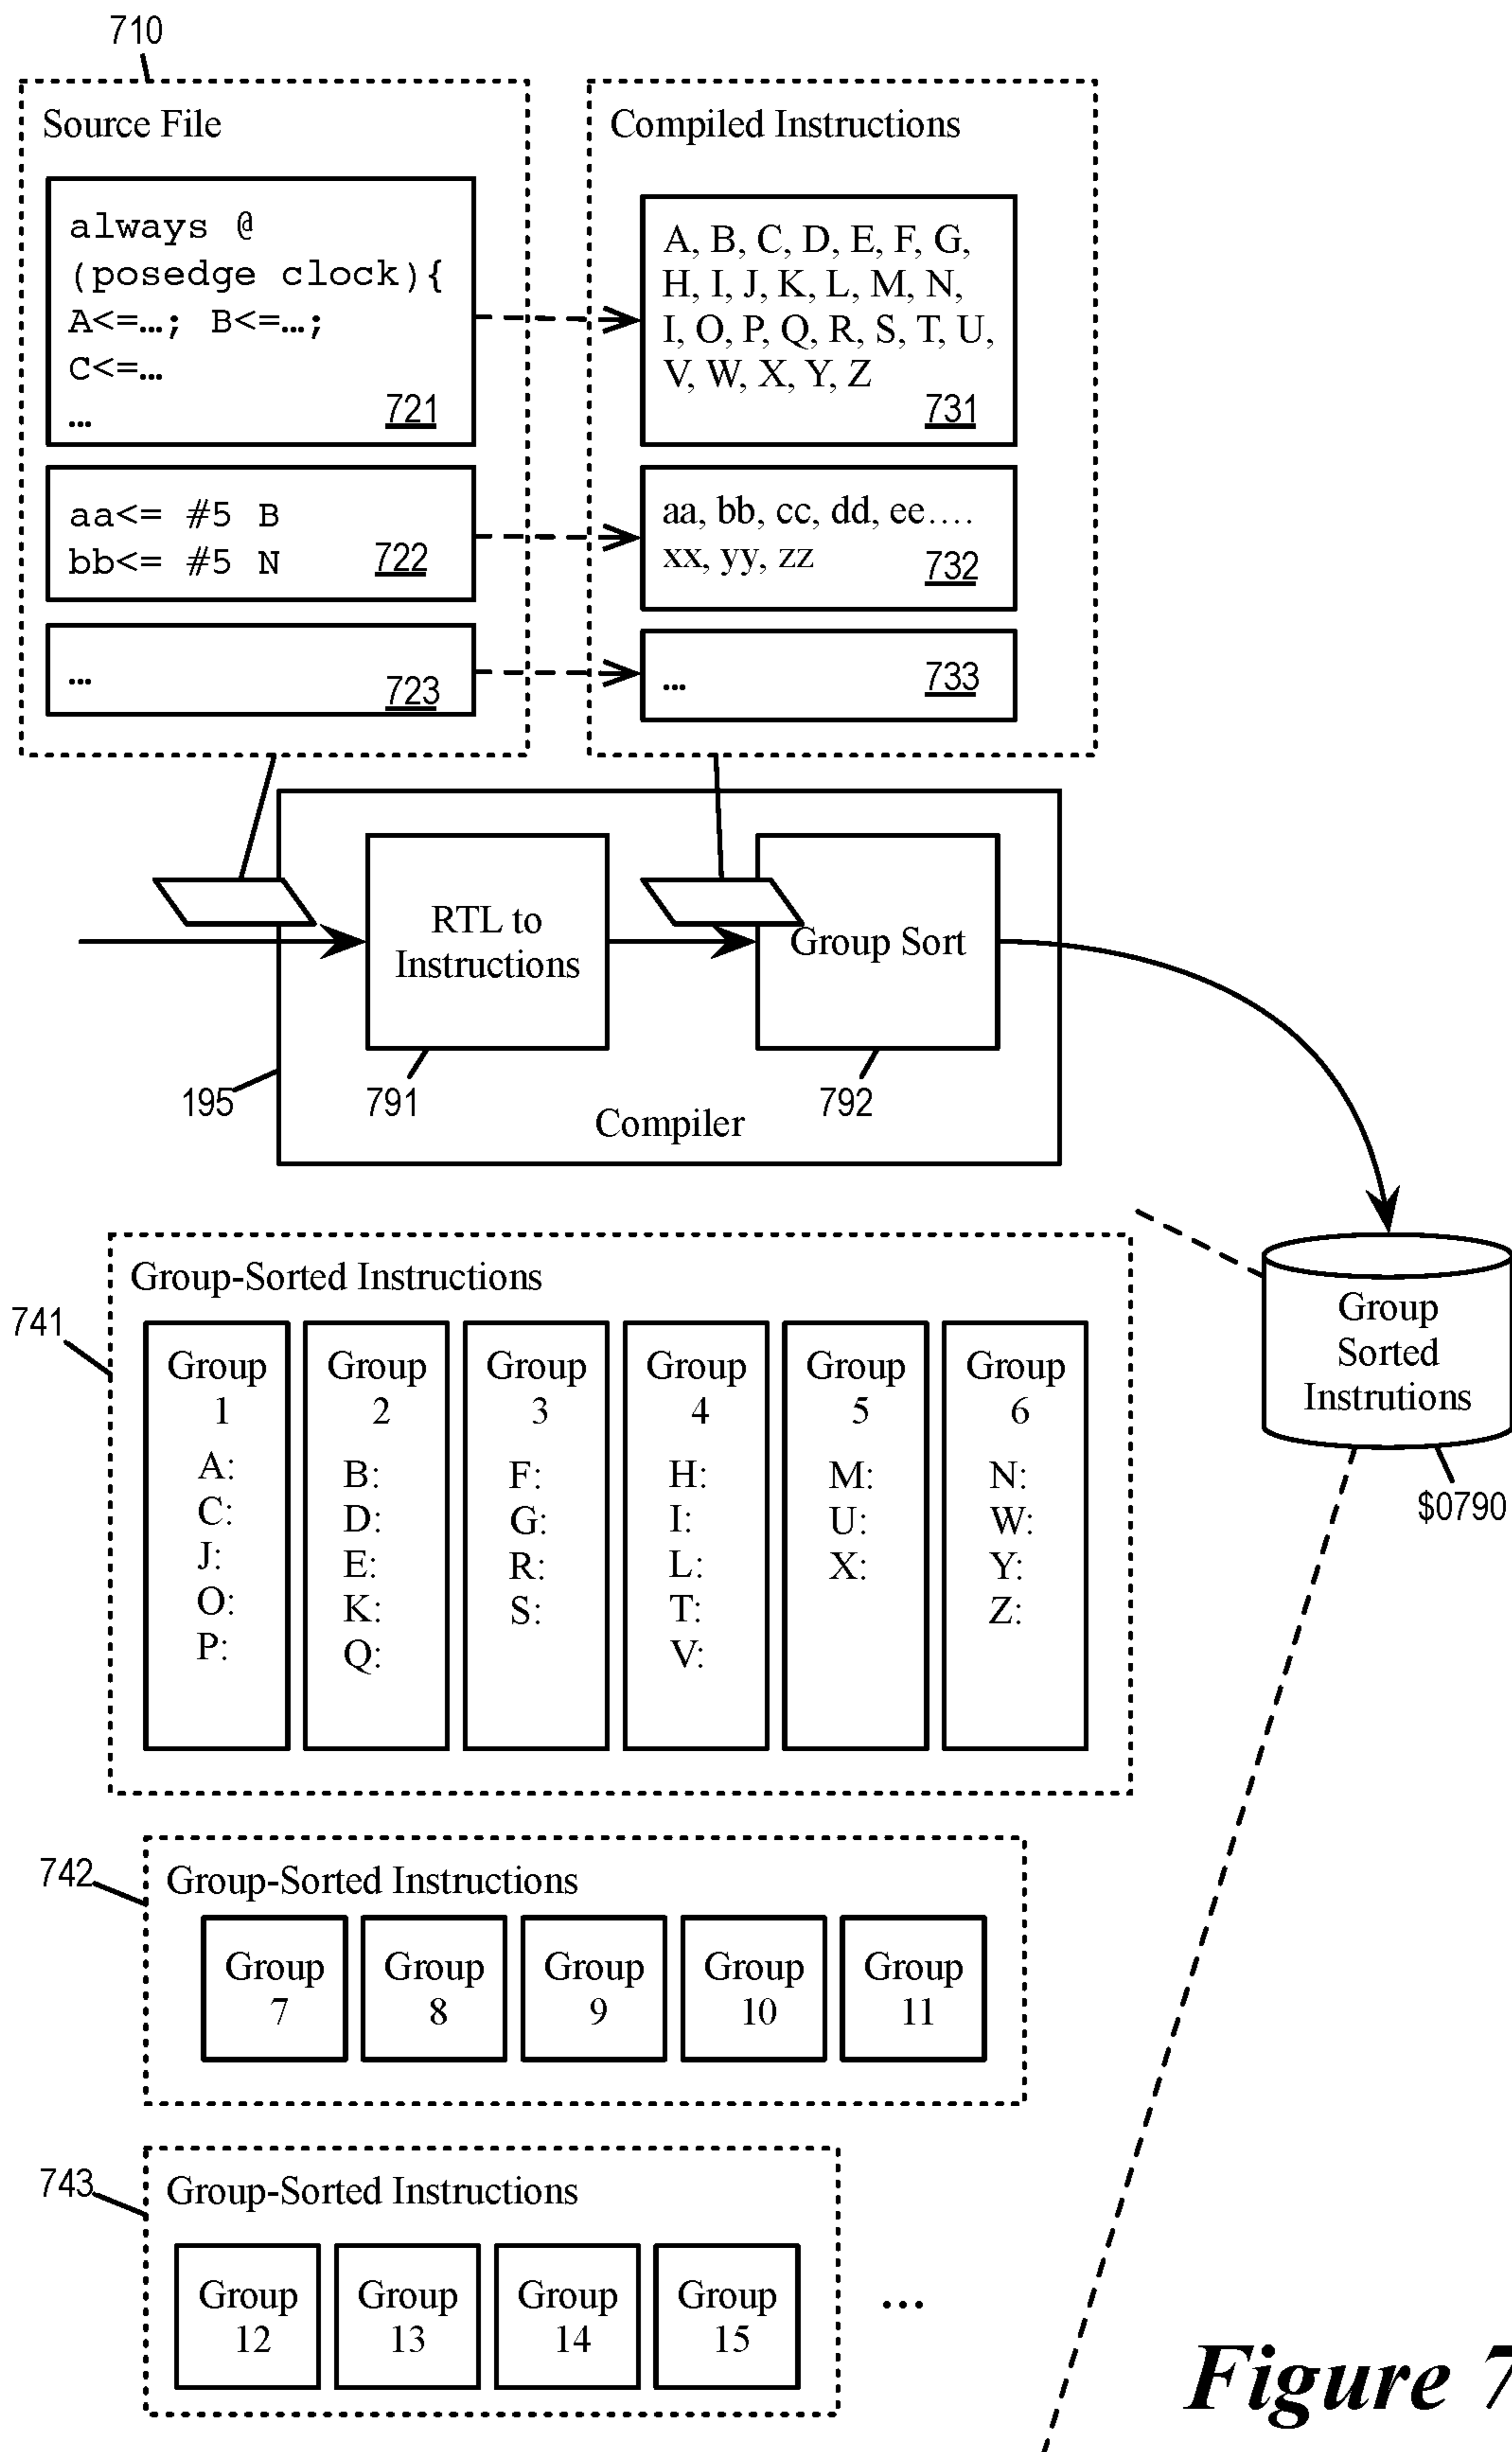 710
Source File
always @
(posedge clock){
A<=…; B<=…;
C<=…
…
721
aa<= #5 B
bb<= #5 N
722
…
723
Compiled Instructions
A, B, C, D, E, F, G,
H, I, J, K, L, M, N,
I, O, P, Q, R, S, T, U,
V, W, X, Y, Z
731
aa, bb, cc, dd, ee….
xx, yy, zz
732
…
733
RTL to
Instructions
Group Sort
195
791
792
Compiler
Group
Sorted
Instrutions
$0790
741
Group-Sorted Instructions
Group
1
A:
C:
J:
O:
P:
Group
2
B:
D:
E:
K:
Q:
Group
3
F:
G:
R:
S:
Group
4
H:
I:
L:
T:
V:
Group
5
M:
U:
X:
Group
6
N:
W:
Y:
Z:
742
Group-Sorted Instructions
Group
7
Group
8
Group
9
Group
10
Group
11
743
Group-Sorted Instructions
Group
12
Group
13
Group
14
Group
15
…
Figure 7